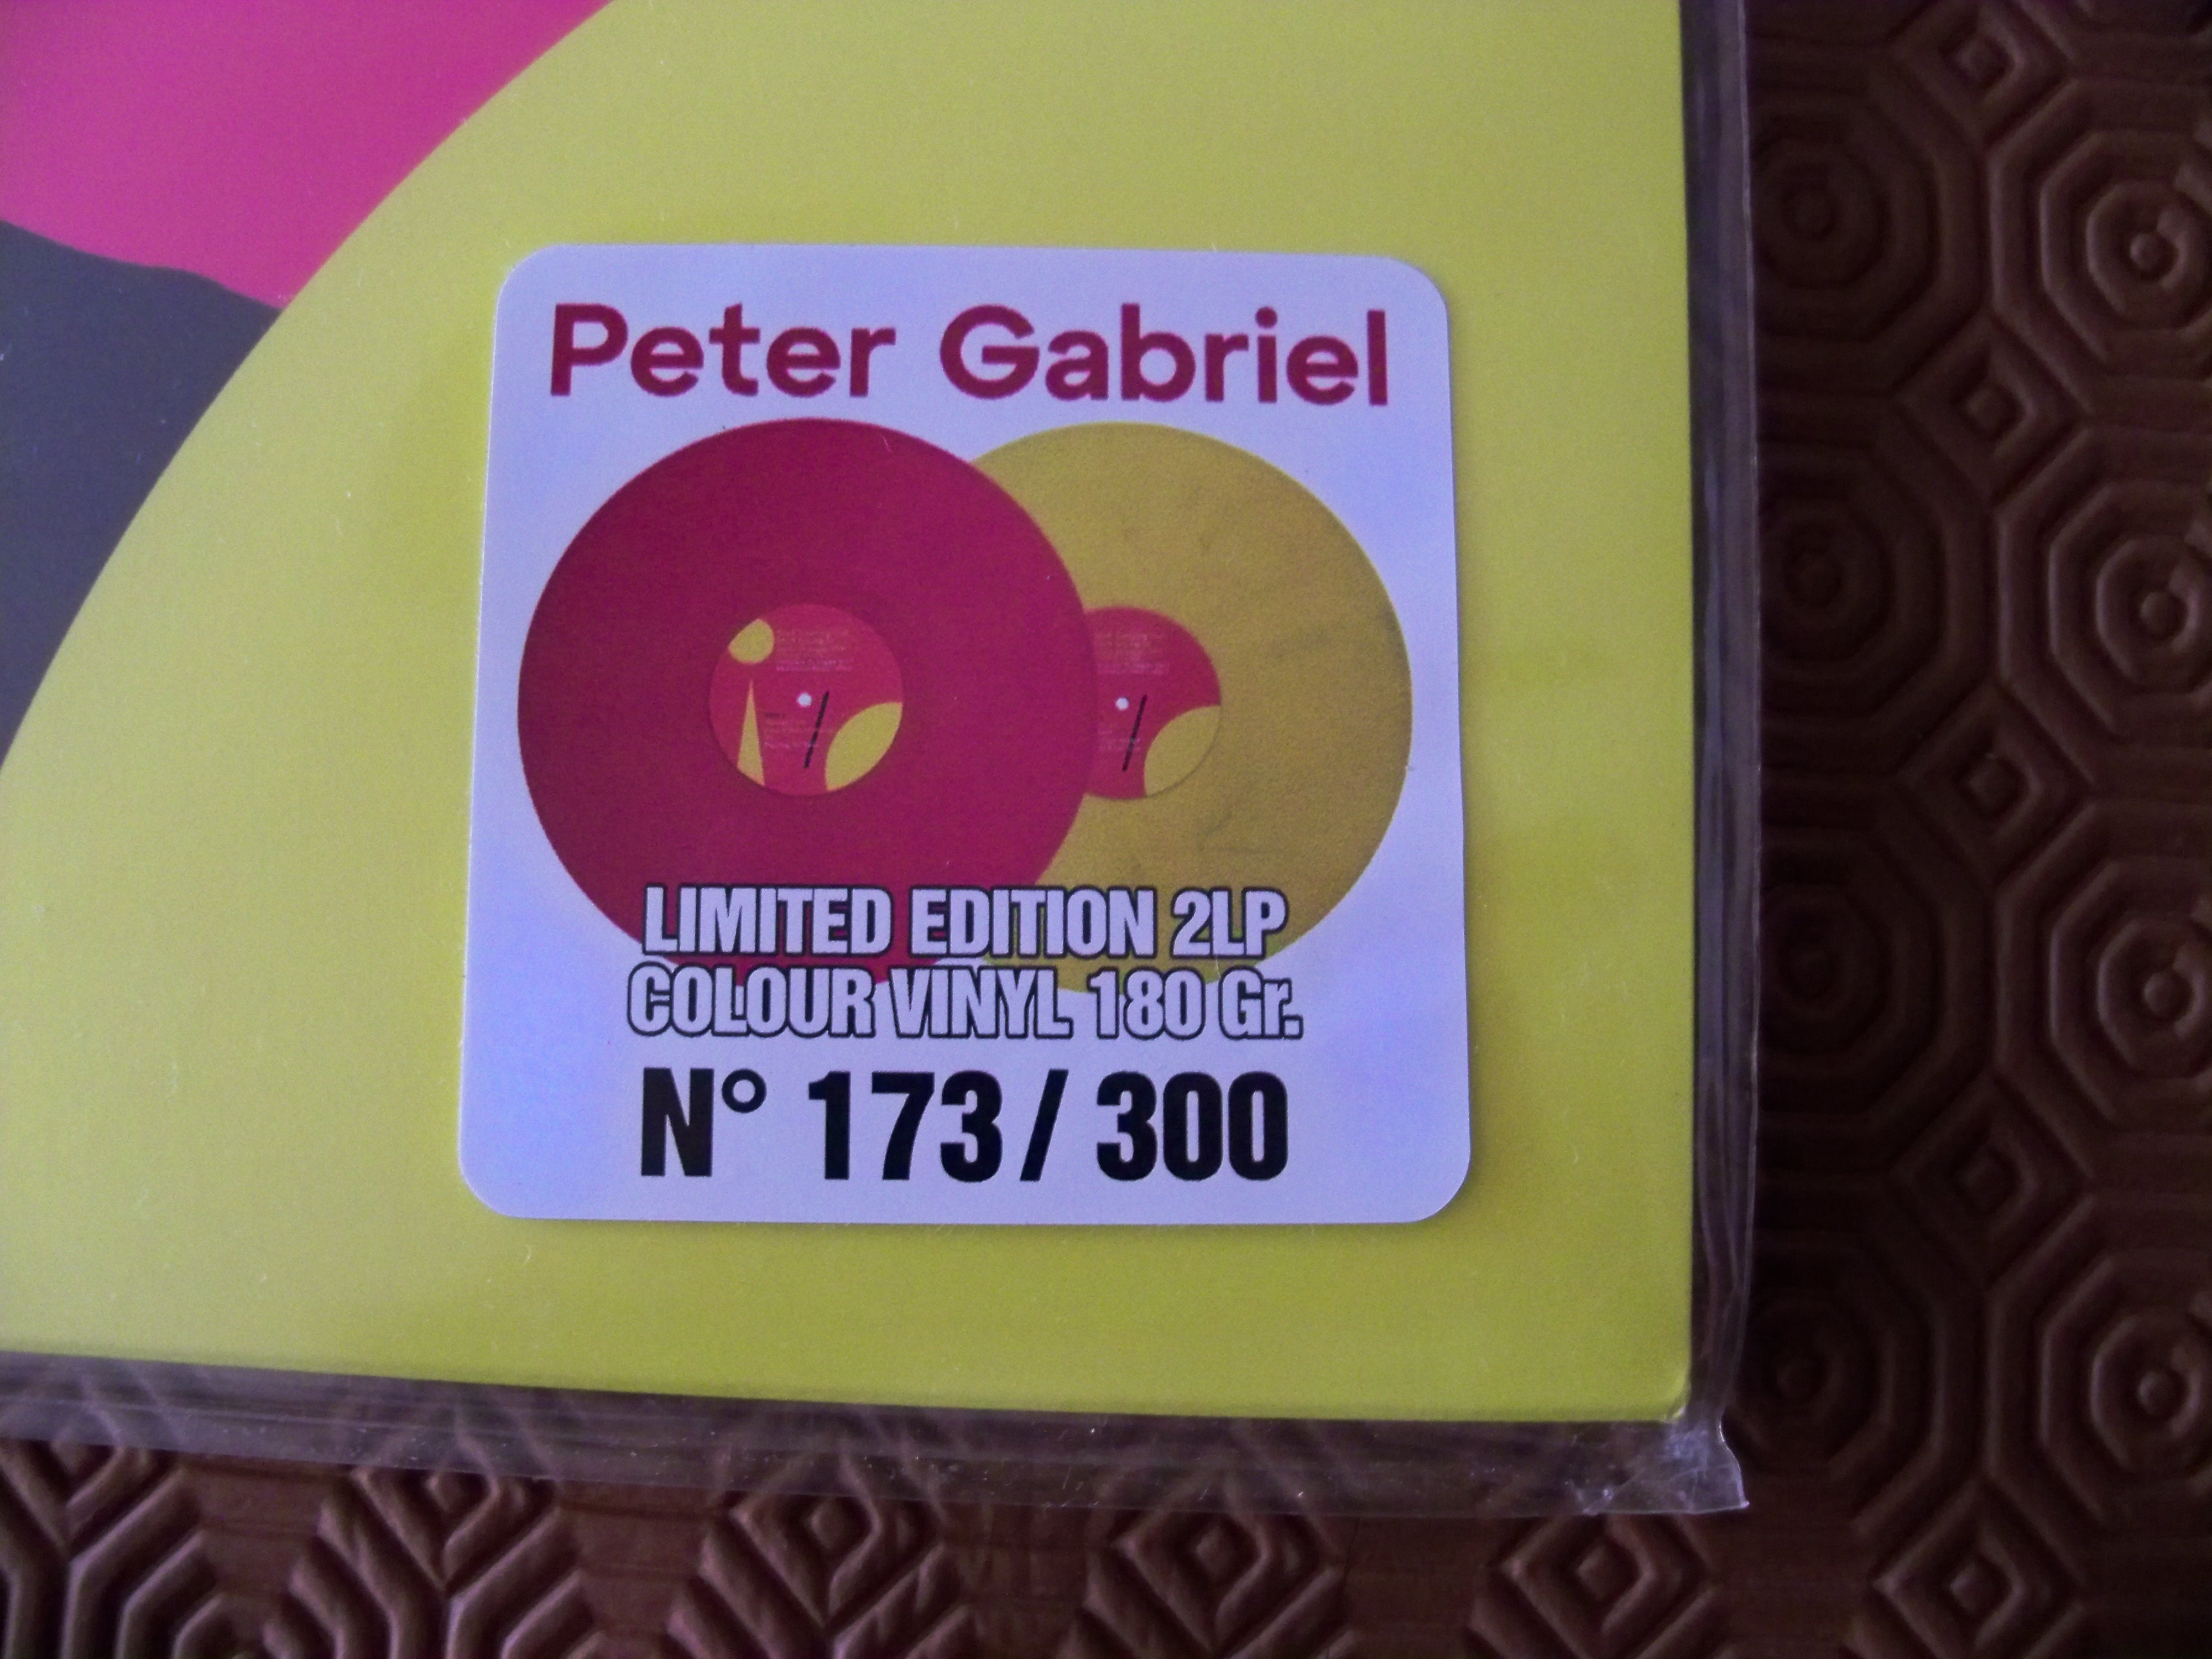 Peter Gabriel
LIMITED EDITION 2LP
COLOUR VINYL 180 Gr.
N° 173 / 300